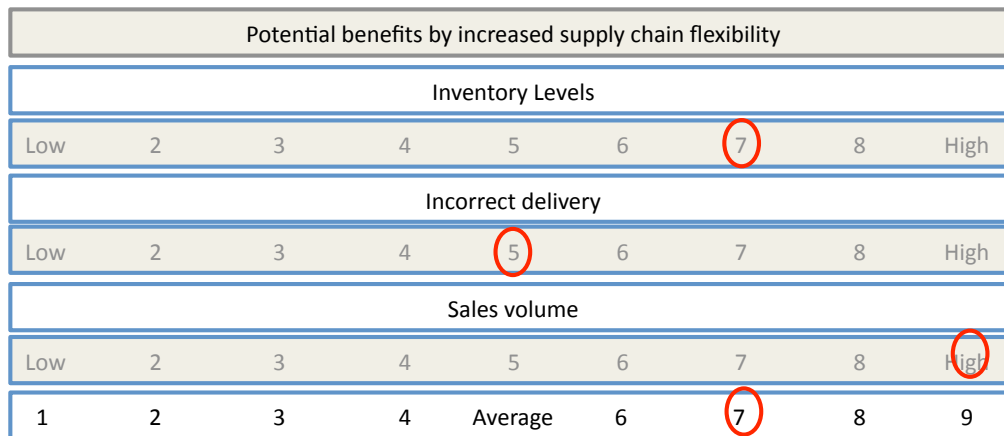 Potential benefits by increased supply chain flexibility
Inventory Levels
Low 2 3 4 5 6 7 8 High
Incorrect delivery
Low 2 3 4 5 6 7 8 High
Sales volume
Low 2 3 4 5 6 7 8 High
1 2 3 4 Average 6 7 8 9